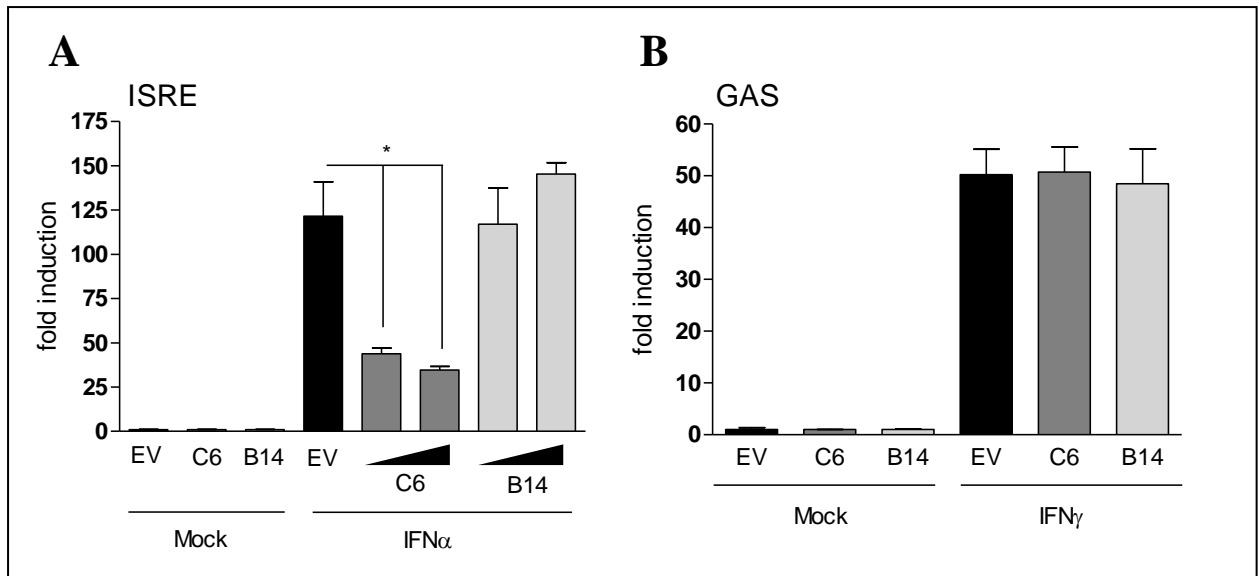 A
ISRE
fold induction
175
150
125
100
75
50
25
0
*
EV C6 B14 EV C6 B14
Mock IFNα
B
GAS
fold induction
60
50
40
30
20
10
0
EV C6 B14 EV C6 B14
Mock IFNγ